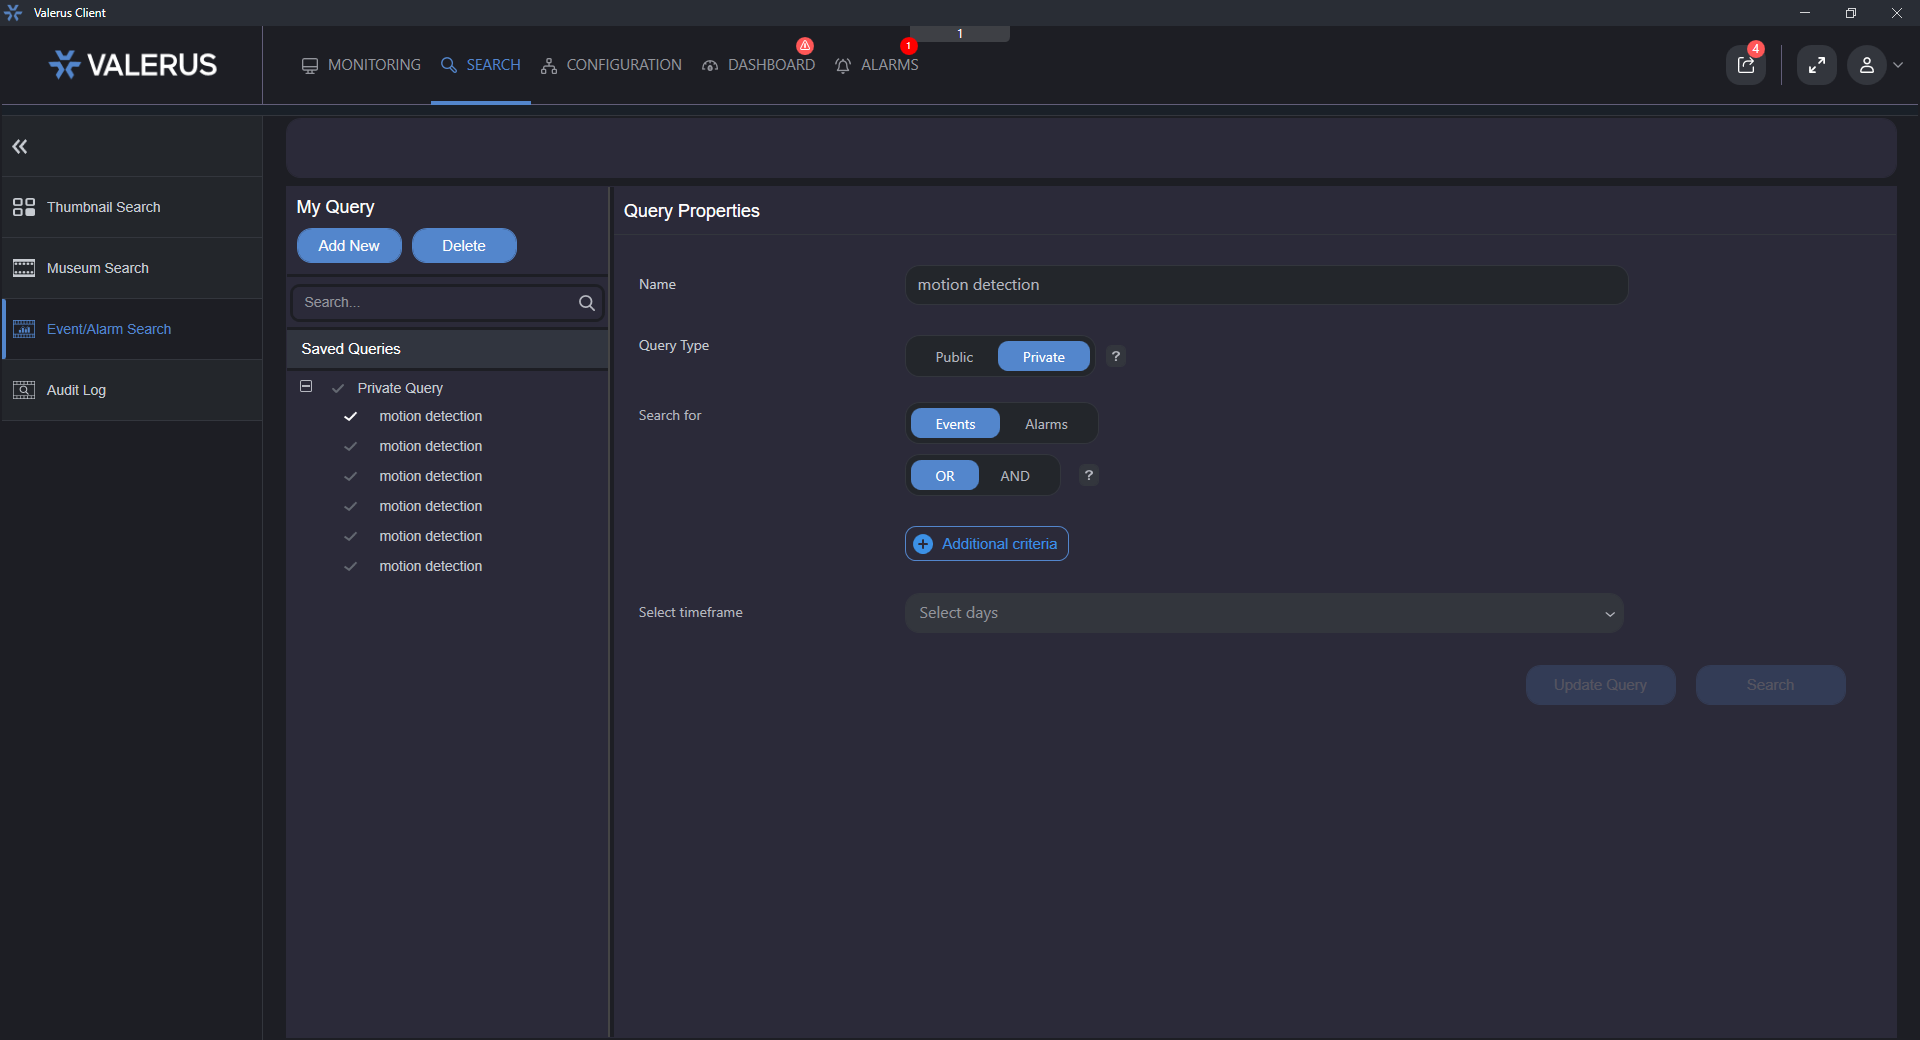 Valerus Client
1
VALERUS
MONITORING
SEARCH
CONFIGURATION
DASHBOARD
1
ALARMS
4
Thumbnail Search
Museum Search
Event/Alarm Search
Audit Log
My Query
Add New
Delete
Search...
Saved Queries
Private Query
motion detection
motion detection
motion detection
motion detection
motion detection
motion detection
Query Properties
Name
motion detection
Query Type
Public
Private
?
Search for
Events
Alarms
OR
AND
?
Additional criteria
Select timeframe
Select days
Update Query
Search